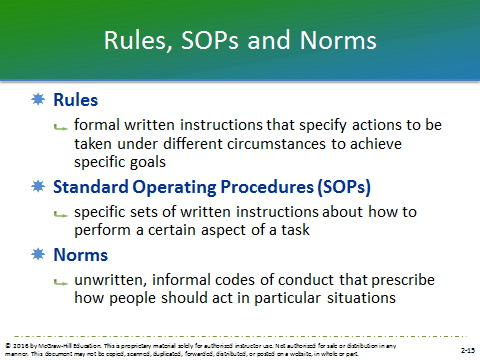 Rules, SOPs and Norms
Rules
formal written instructions that specify actions to be
taken under different circumstances to achieve
specific goals
Standard Operating Procedures (SOPs)
specific sets of written instructions about how to
perform a certain aspect of a task
Norms
unwritten, informal codes of conduct that prescribe
how people should act in particular situations
© 2016 by McGraw-Hill Education. This is proprietary material solely for authorized instructor use. Not authorized for sale or distribution in any
manner. This document may not be copied, scanned, duplicated, forwarded, distributed, or posted on a website, in whole or part.
2-15